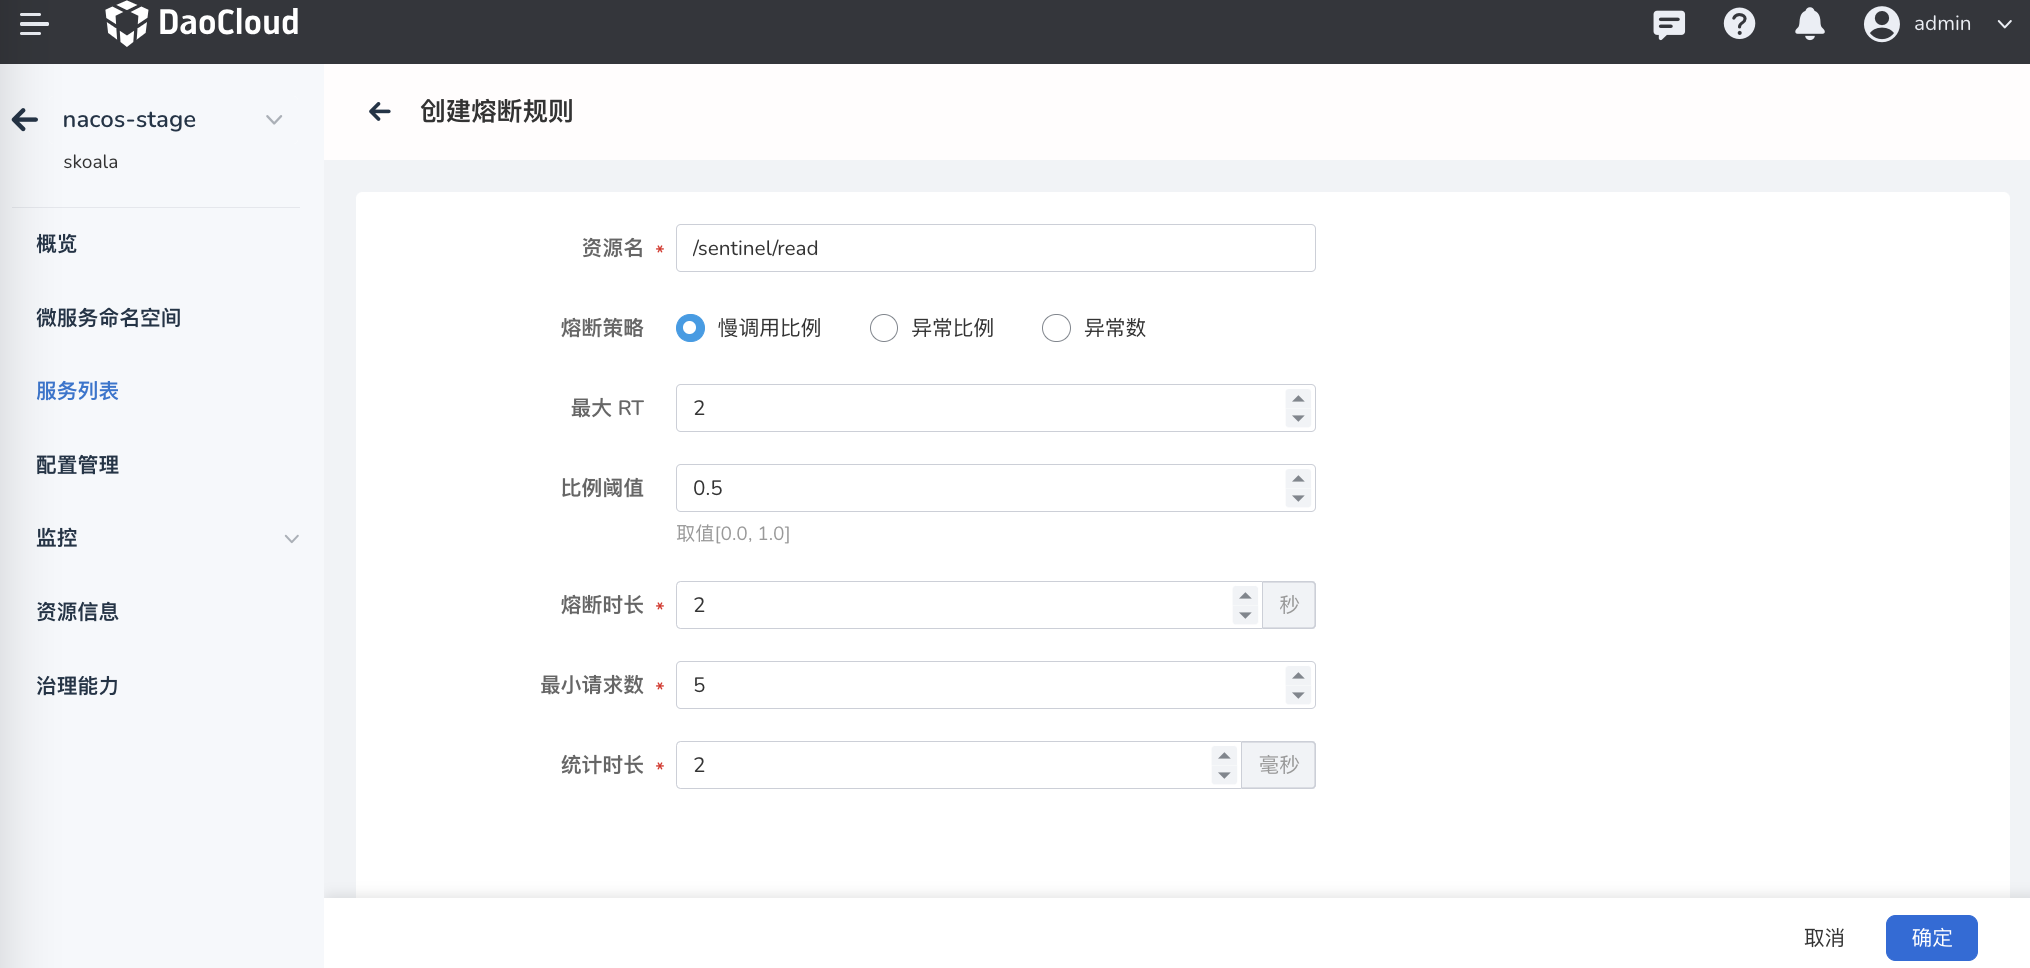 DaoCloud
admin
nacos-stage
skoala
概览
微服务命名空间
服务列表
配置管理
监控
资源信息
治理能力
创建熔断规则
资源名 * /sentinel/read
熔断策略 慢调用比例 异常比例 异常数
最大 RT 2
比例阈值 0.5
取值[0.0, 1.0]
熔断时长 * 2 秒
最小请求数 * 5
统计时长 * 2 毫秒
取消 确定